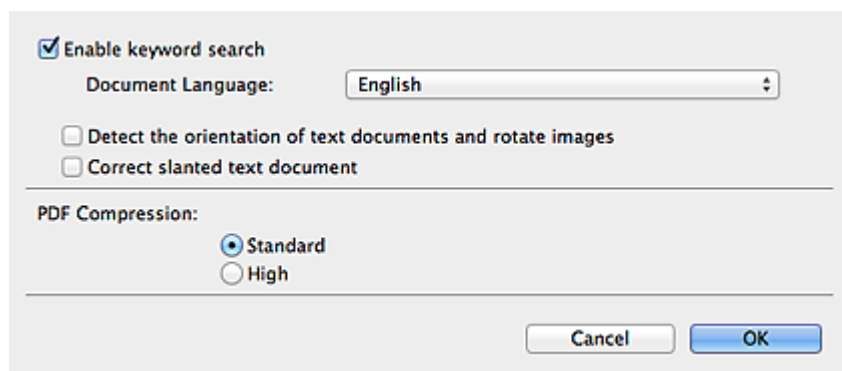 Enable keyword search
Document Language: English
Detect the orientation of text documents and rotate images
Correct slanted text document
PDF Compression:
Standard
High
Cancel OK